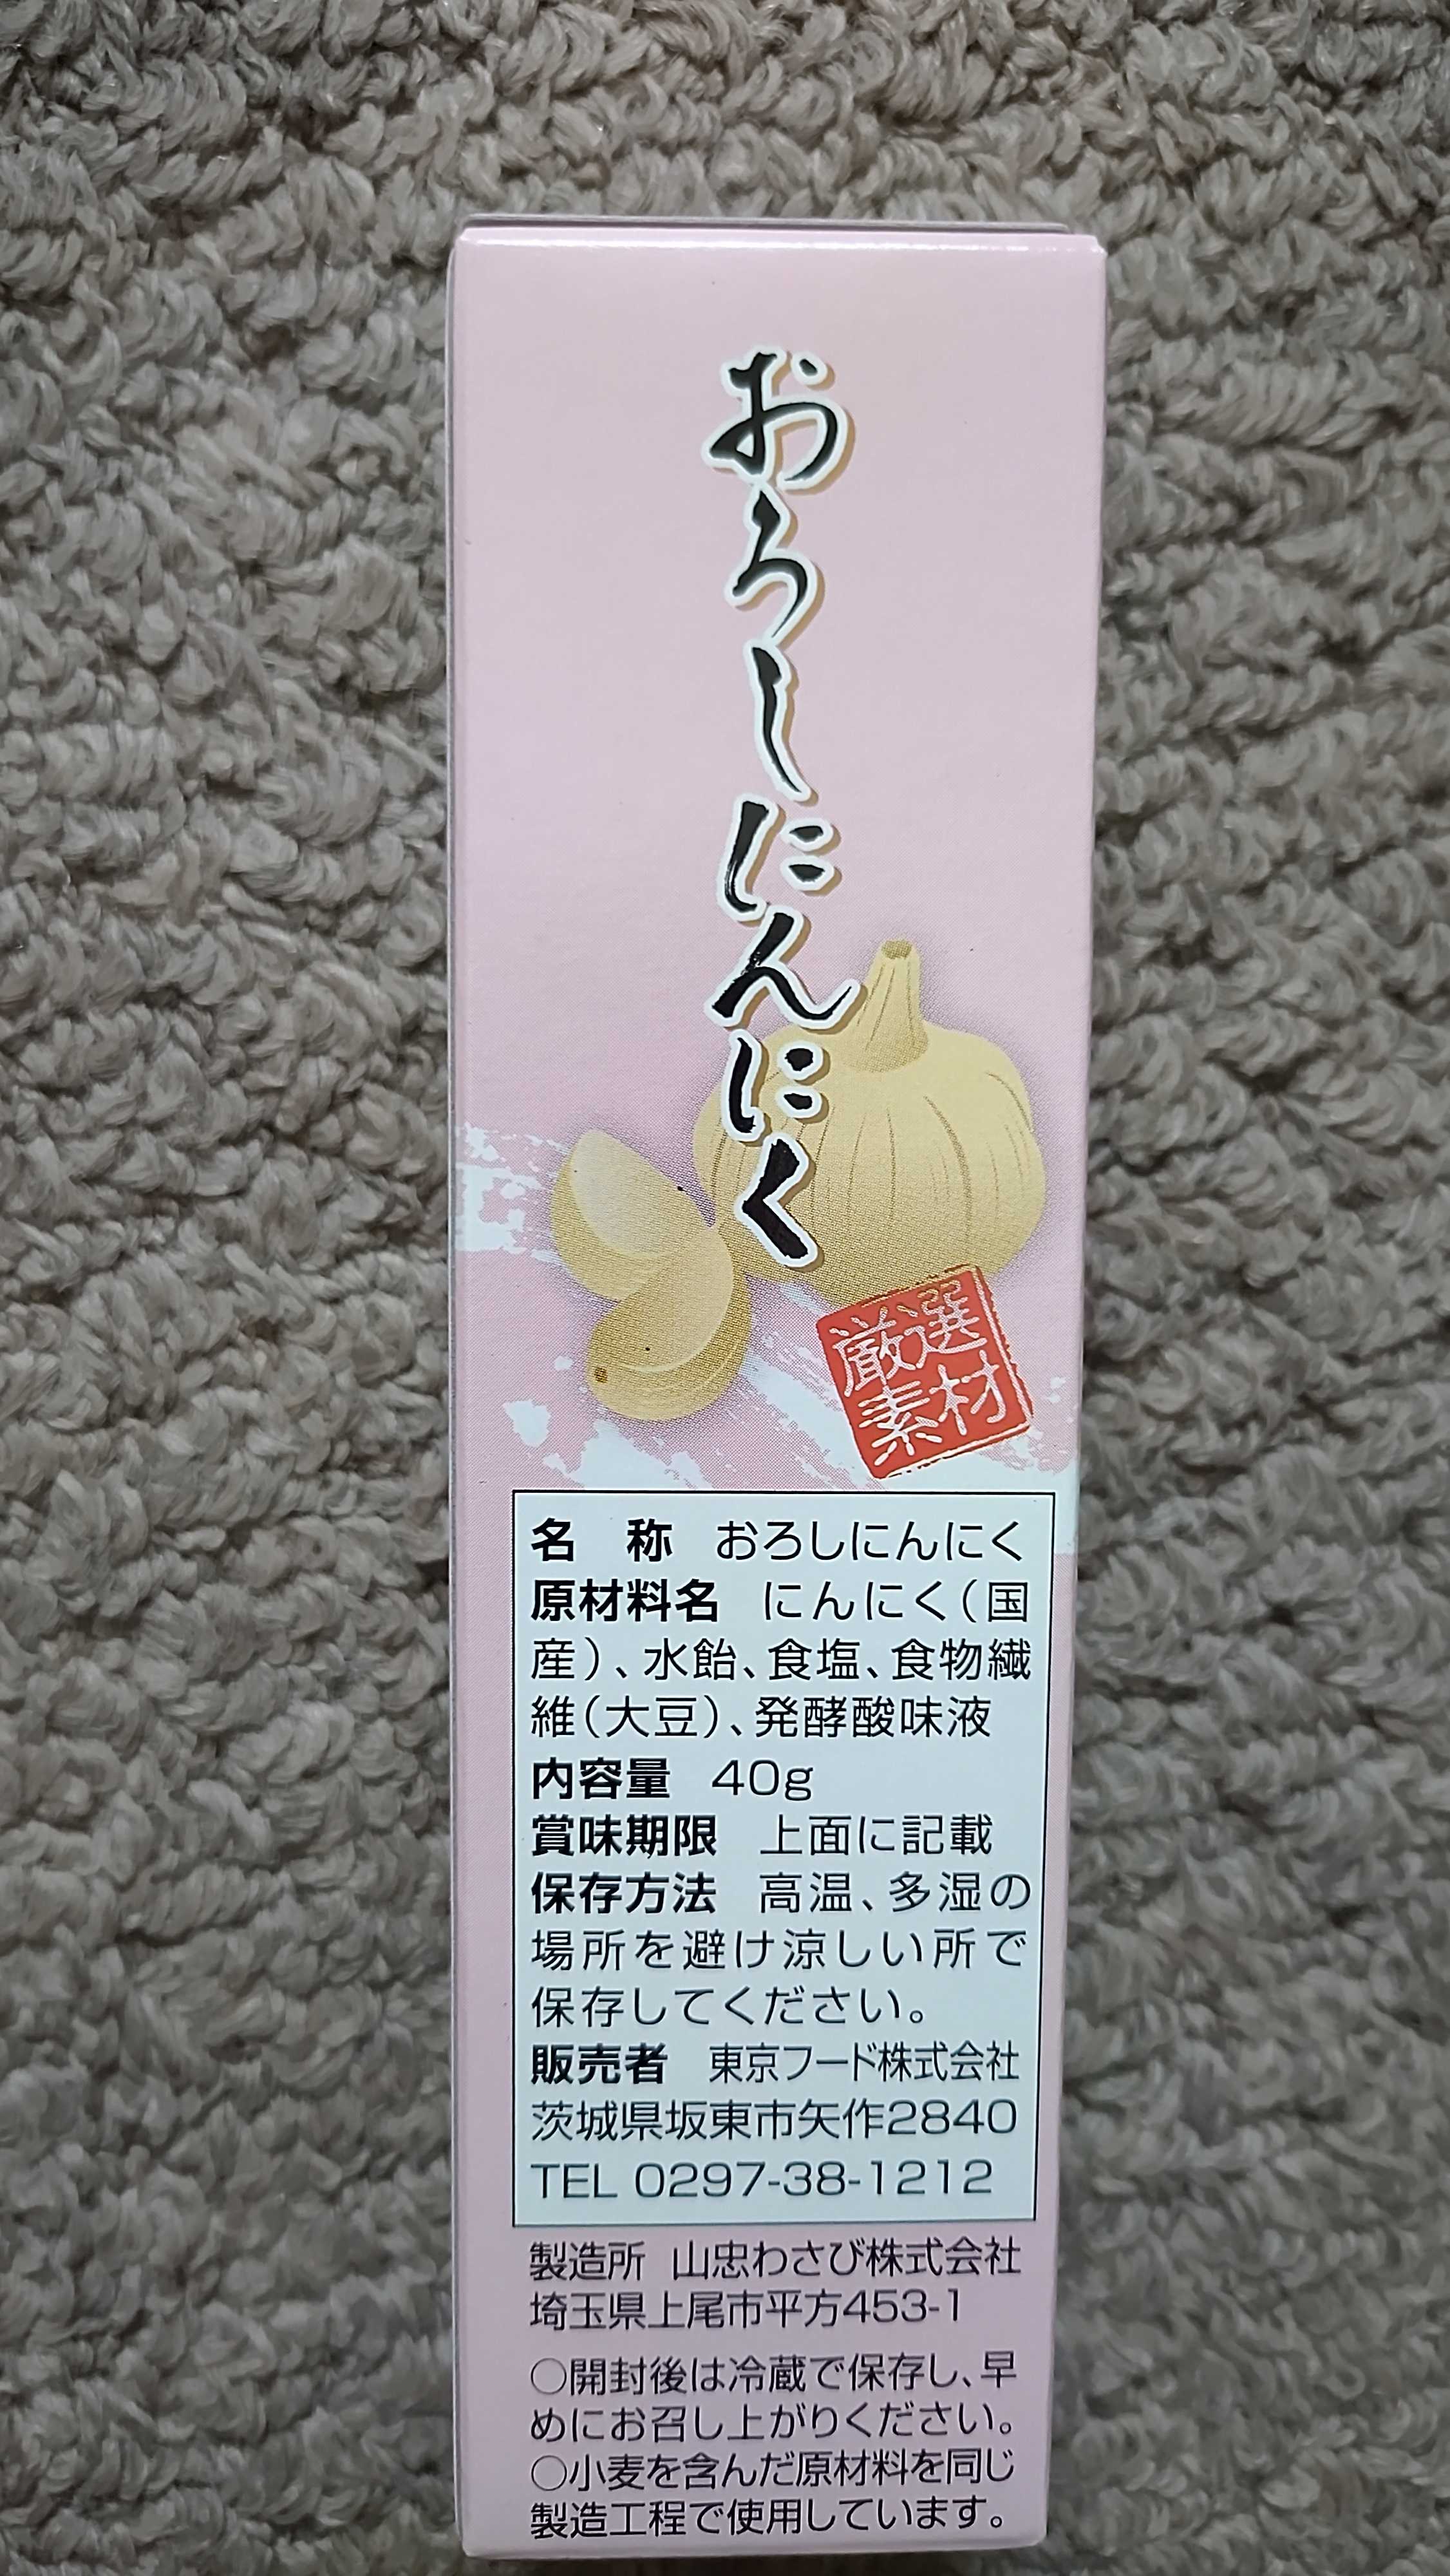 おろしにんにく
厳選
素材
名　称　おろしにんにく
原材料名　にんにく（国
産）、水飴、食塩、食物繊
維（大豆）、発酵酸味液
内容量　40g
賞味期限　上面に記載
保存方法　高温、多湿の
場所を避け涼しい所で
保存してください。
販売者　東京フード株式会社
茨城県坂東市矢作2840
TEL 0297-38-1212
製造所 山忠わさび株式会社
埼玉県上尾市平方453-1
○開封後は冷蔵で保存し、早
めにお召し上がりください。
○小麦を含んだ原材料を同じ
製造工程で使用しています。